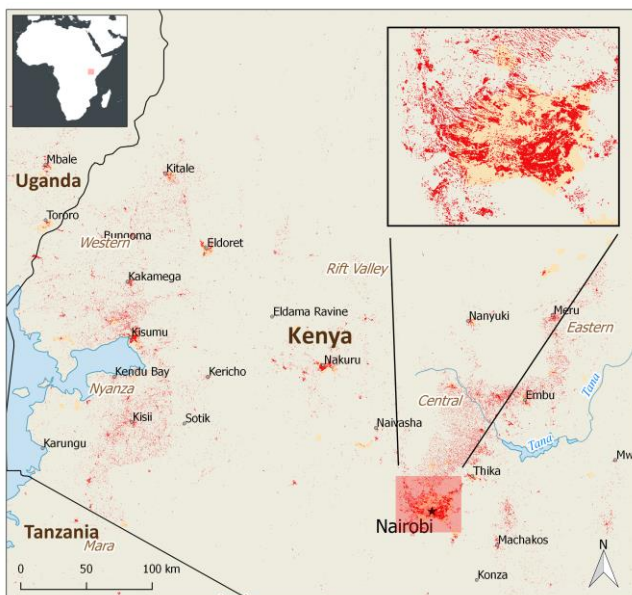 Mbale
Uganda
Kitale
Tororo
Bungoma
Western
Eldoret
Rift Valley
Kakamega
Eldama Ravine
Nanyuki
Meru
Eastern
Kisumu
Kenya
Kendu Bay
Kericho
Nakuru
Nyanza
Central
Embu
Tana
Kisii
Sotik
Naivasha
Karungu
Tana
Thika
Mw
Nairobi
Tanzania
Mara
Machakos
N
0 50 100 km
Konza